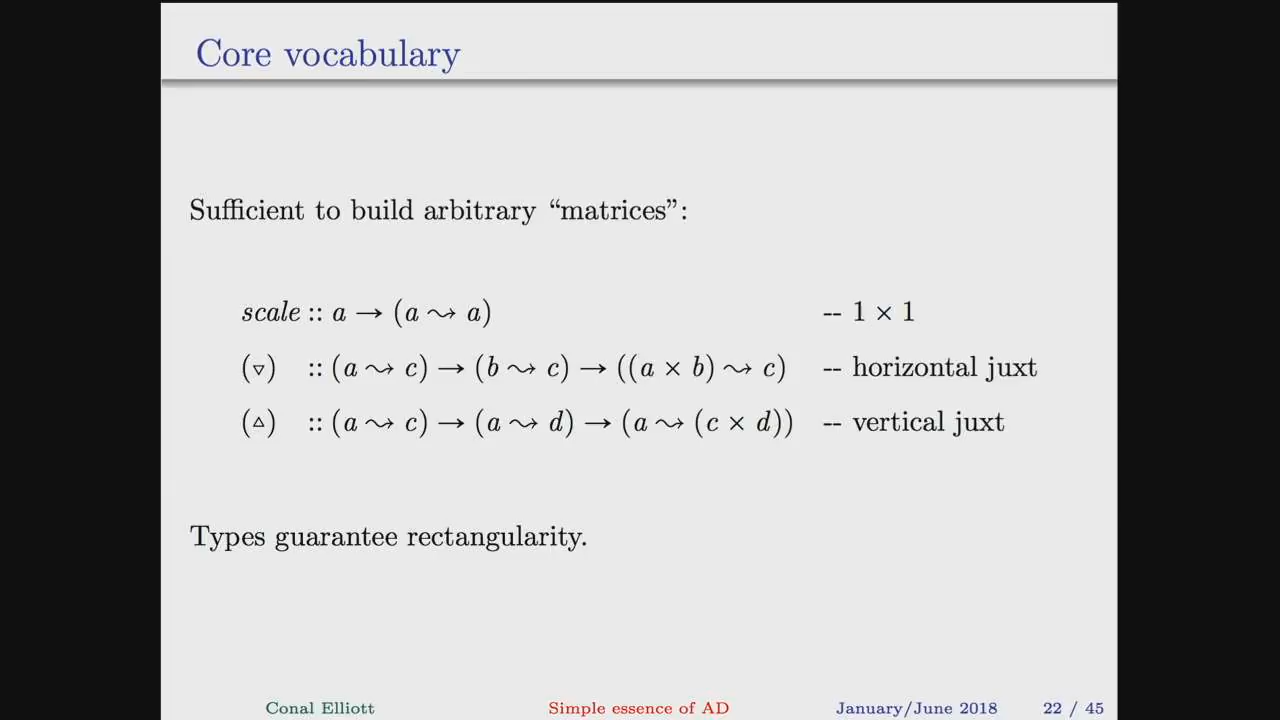 Core vocabulary
Sufficient to build arbitrary “matrices”:
scale :: a → (a ⤳ a) -- 1 × 1
(▿) :: (a ⤳ c) → (b ⤳ c) → ((a × b) ⤳ c) -- horizontal juxt
(▵) :: (a ⤳ c) → (a ⤳ d) → (a ⤳ (c × d)) -- vertical juxt
Types guarantee rectangularity.
Conal Elliott Simple essence of AD January/June 2018 22 / 45